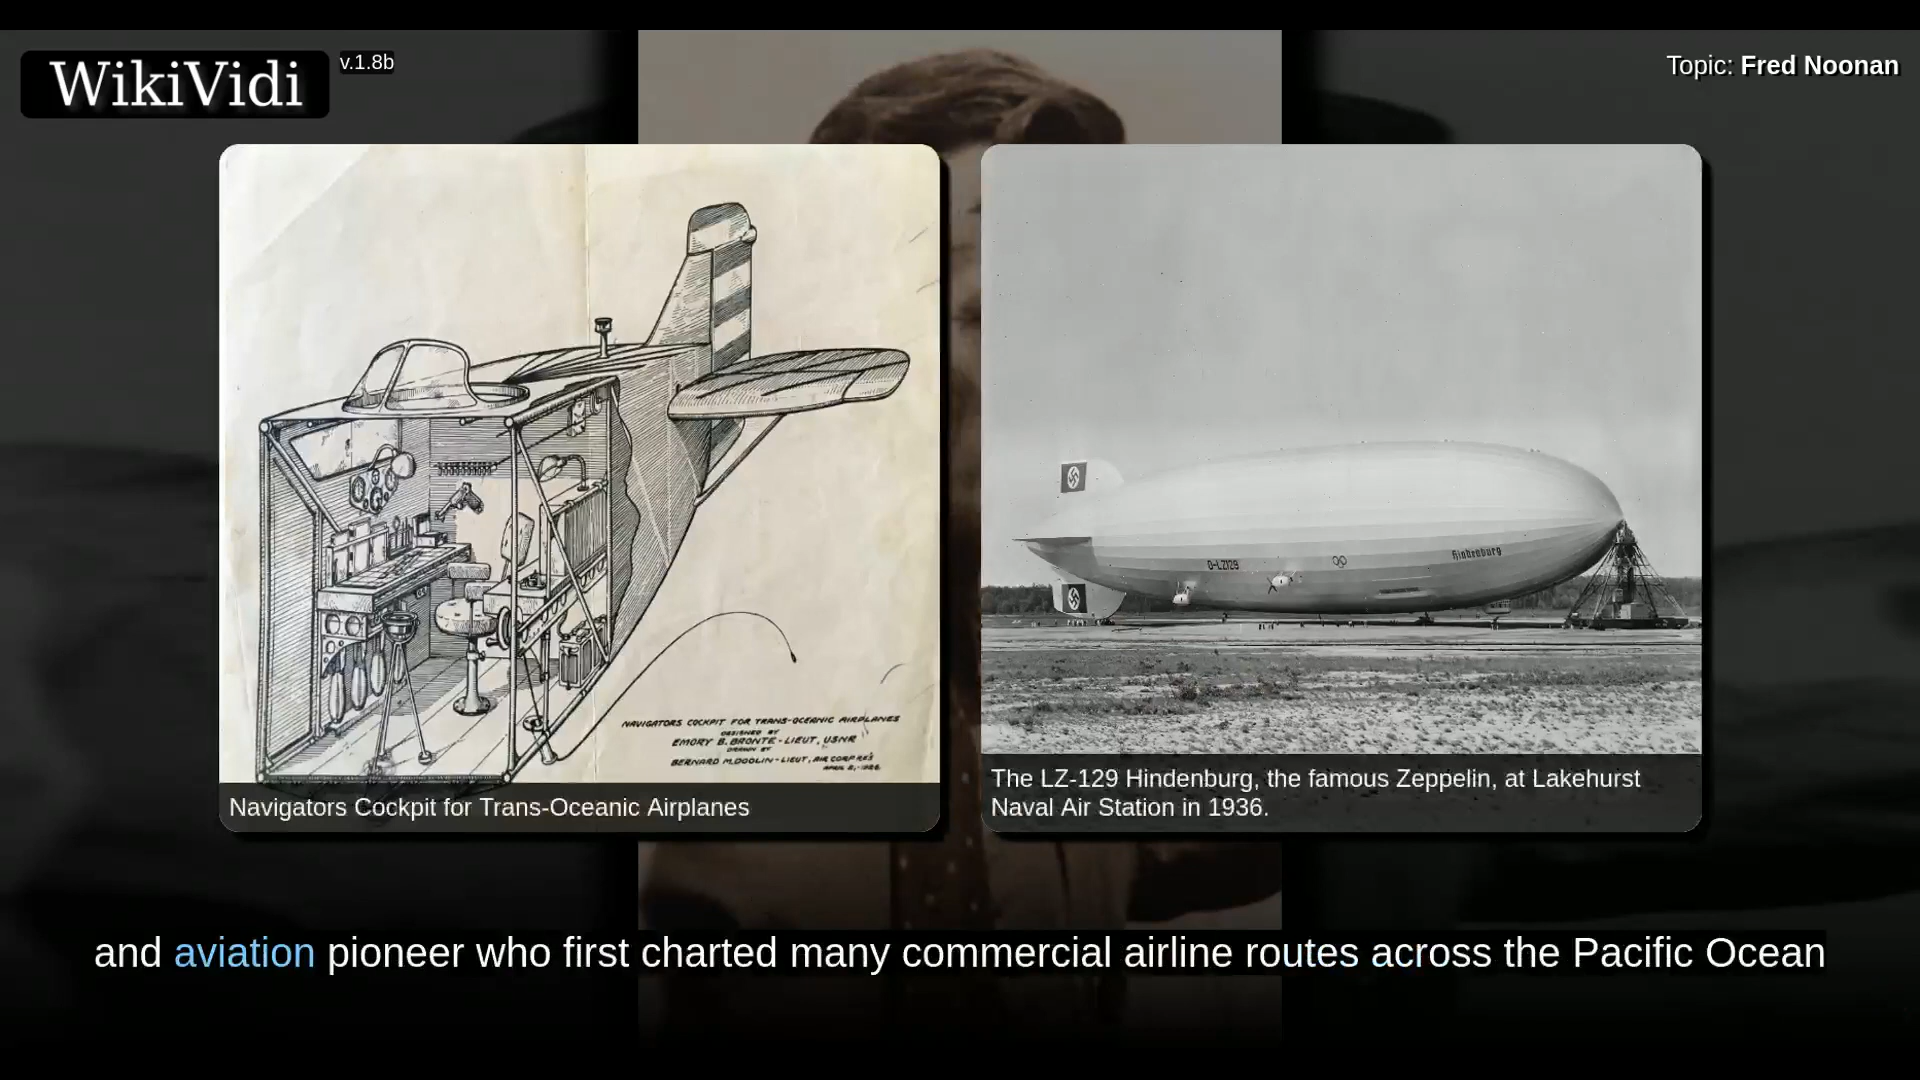 WikiVidi
v.1.8b
Topic: Fred Noonan
NAVIGATORS COCKPIT FOR TRANS-OCEANIC AIRPLANES
DESIGNED BY
EMORY B. BRONTE - LIEUT, USNR
DRAWN BY
BERNARD M. DOOLIN - LIEUT, AIR CORP RES
Navigators Cockpit for Trans-Oceanic Airplanes
D-LZ129
Hindenburg
The LZ-129 Hindenburg, the famous Zeppelin, at Lakehurst
Naval Air Station in 1936.
and aviation pioneer who first charted many commercial airline routes across the Pacific Ocean